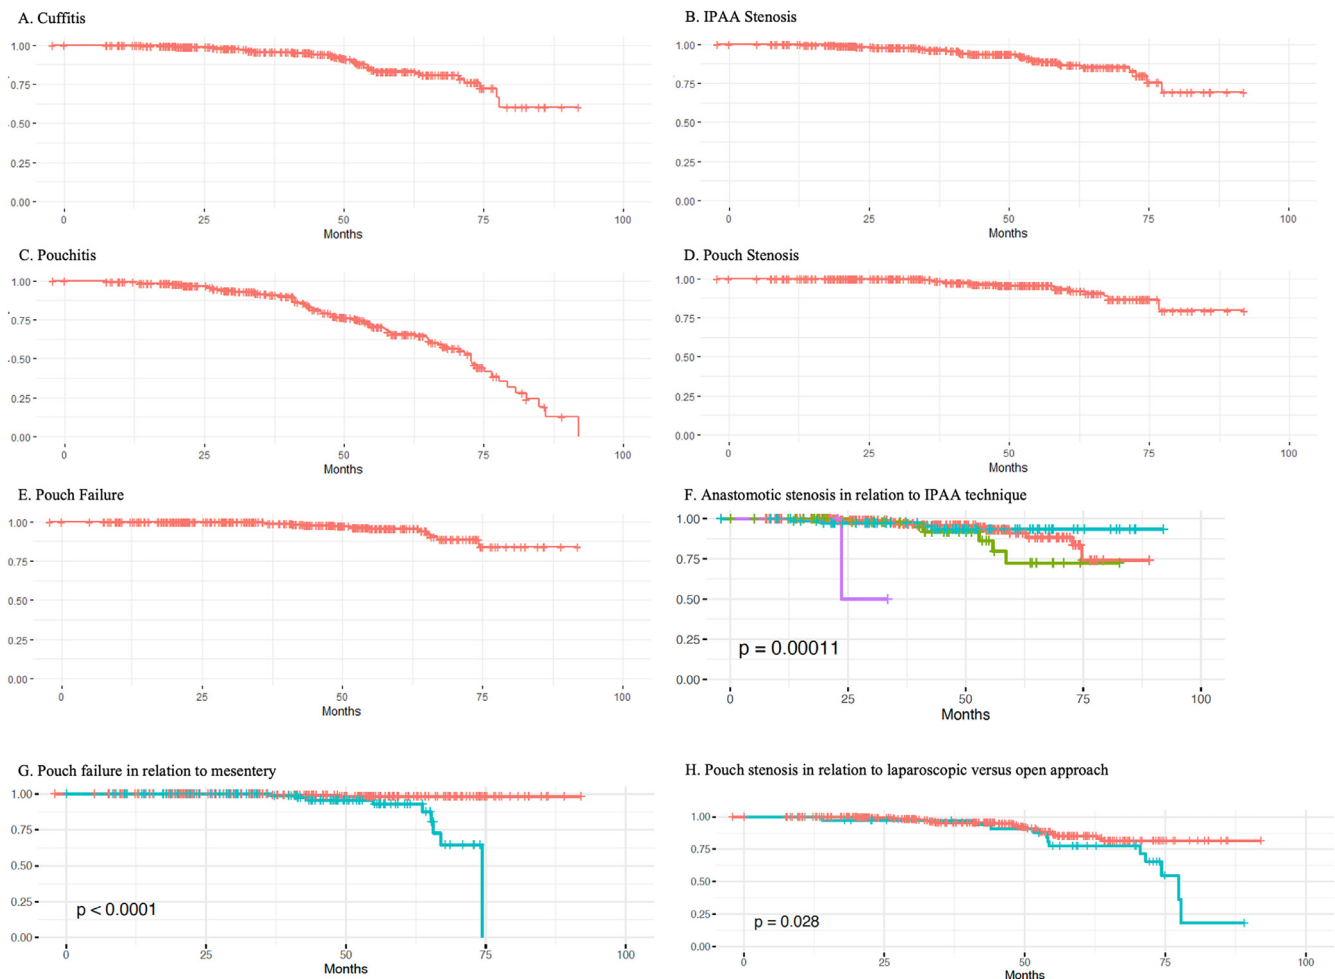 A. Cuffitis
1.00
0.75
0.50
0.25
0.00
0 25 50 75 100
Months
B. IPAA Stenosis
1.00
0.75
0.50
0.25
0.00
0 25 50 75 100
Months
C. Pouchitis
1.00
0.75
0.50
0.25
0.00
0 25 50 75 100
Months
D. Pouch Stenosis
1.00
0.75
0.50
0.25
0.00
0 25 50 75 100
Months
E. Pouch Failure
1.00
0.75
0.50
0.25
0.00
0 25 50 75 100
Months
F. Anastomotic stenosis in relation to IPAA technique
1.00
0.75
0.50
0.25
p = 0.00011
0.00
0 25 50 75 100
Months
G. Pouch failure in relation to mesentery
1.00
0.75
0.50
0.25
p < 0.0001
0.00
0 25 50 75 100
Months
H. Pouch stenosis in relation to laparoscopic versus open approach
1.00
0.75
0.50
0.25
p = 0.028
0.00
0 25 50 75 100
Months